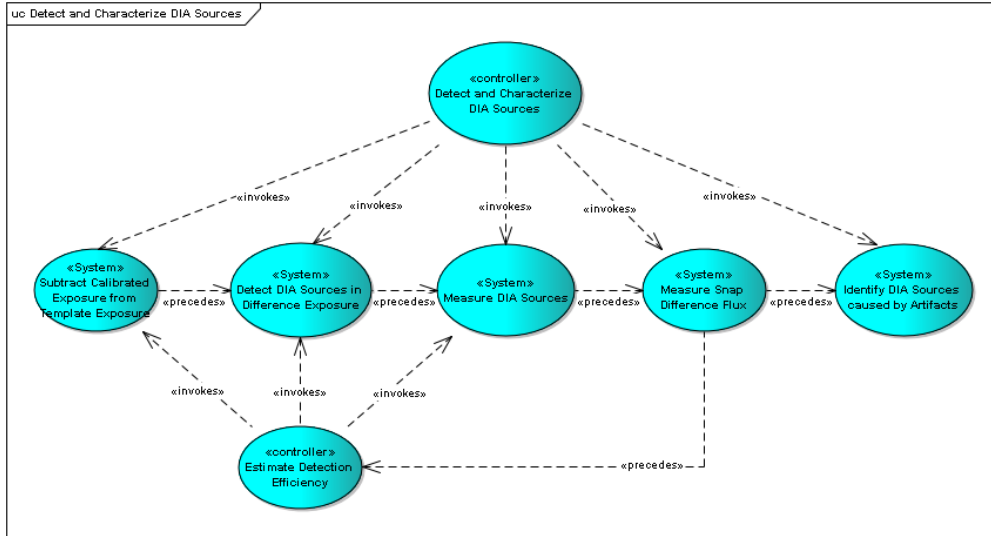 uc Detect and Characterize DIA Sources
«controller»
Detect and Characterize
DIA Sources
«invokes»
«invokes»
«invokes»
«invokes»
«invokes»
«System»
Subtract Calibrated
Exposure from
Template Exposure
«precedes»
«System»
Detect DIA Sources in
Difference Exposure
«precedes»
«System»
Measure DIA Sources
«precedes»
«System»
Measure Snap
Difference Flux
«precedes»
«System»
Identify DIA Sources
caused by Artifacts
«invokes»
«invokes»
«invokes»
«controller»
Estimate Detection
Efficiency
«precedes»